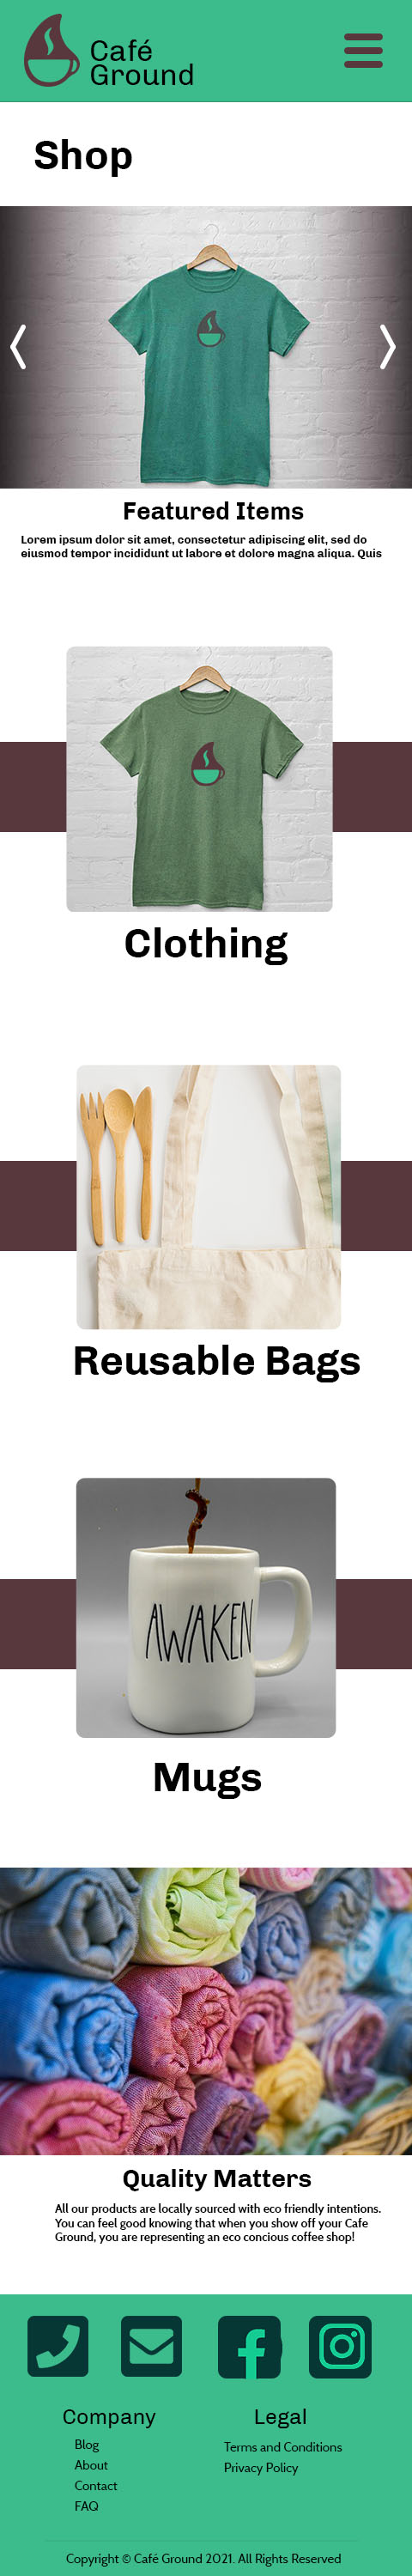 Café
Ground
Shop
Featured Items
Lorem ipsum dolor sit amet, consectetur adipiscing elit, sed do
eiusmod tempor incididunt ut labore et dolore magna aliqua. Quis
Clothing
Reusable Bags
AWAKEN
Mugs
Quality Matters
All our products are locally sourced with eco friendly intentions.
You can feel good knowing that when you show off your Cafe
Ground, you are representing an eco concious coffee shop!
Company
Legal
Blog
Terms and Conditions
About
Privacy Policy
Contact
FAQ
Copyright © Café Ground 2021. All Rights Reserved